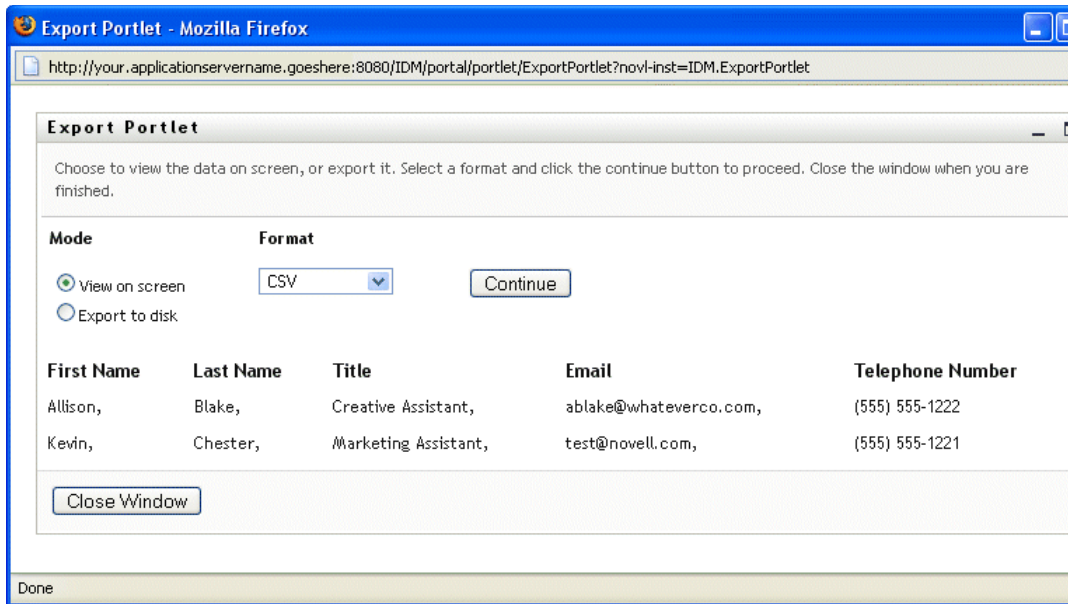 Export Portlet - Mozilla Firefox
http://your.applicationservername.goeshere:8080/IDM/portal/portlet/ExportPortlet?novl-inst=IDM.ExportPortlet
Export Portlet
Choose to view the data on screen, or export it. Select a format and click the continue button to proceed. Close the window when you are
finished.
Mode Format
View on screen CSV Continue
Export to disk
First Name Last Name Title Email Telephone Number
Allison, Blake, Creative Assistant, ablake@whateverco.com, (555) 555-1222
Kevin, Chester, Marketing Assistant, test@novell.com, (555) 555-1221
Close Window
Done